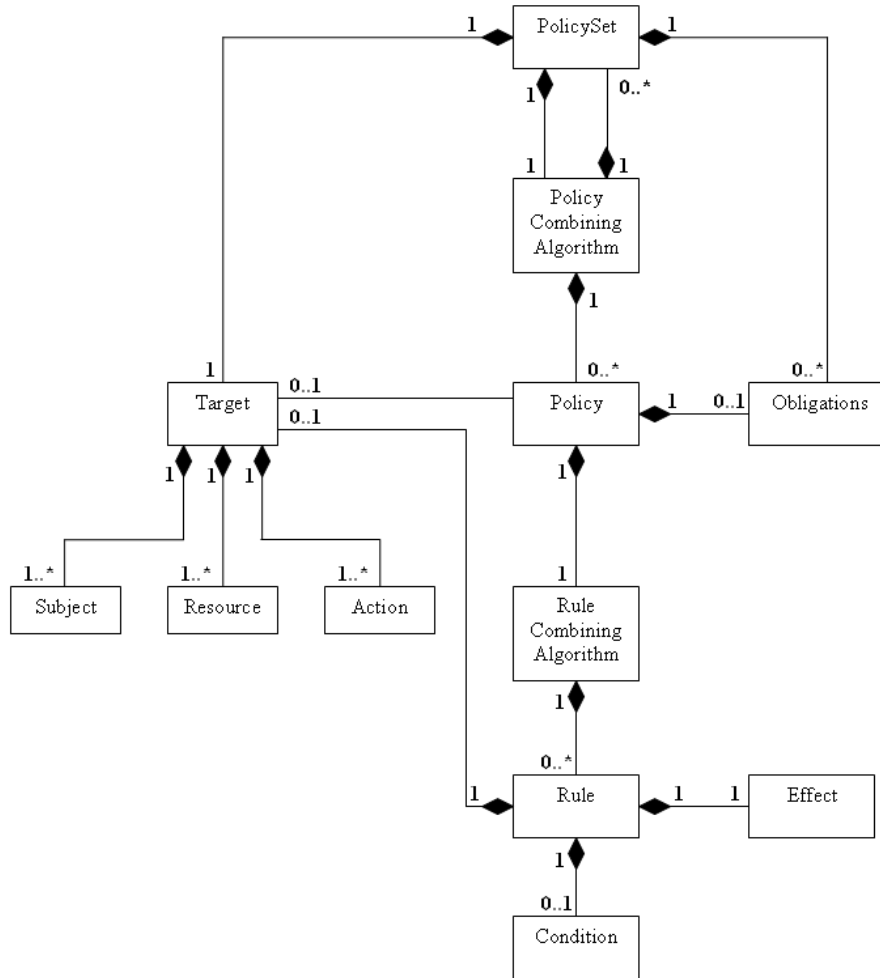 1
PolicySet
1
1
0..*
1
1
Policy
Combining
Algorithm
1
1
0..*
0..*
0..1
Target
0..1
Policy
1
0..1
Obligations
1
1
1
1
1..*
1..*
1..*
1
Subject
Resource
Action
Rule
Combining
Algorithm
1
0..*
1
Rule
1
1
Effect
1
0..1
Condition